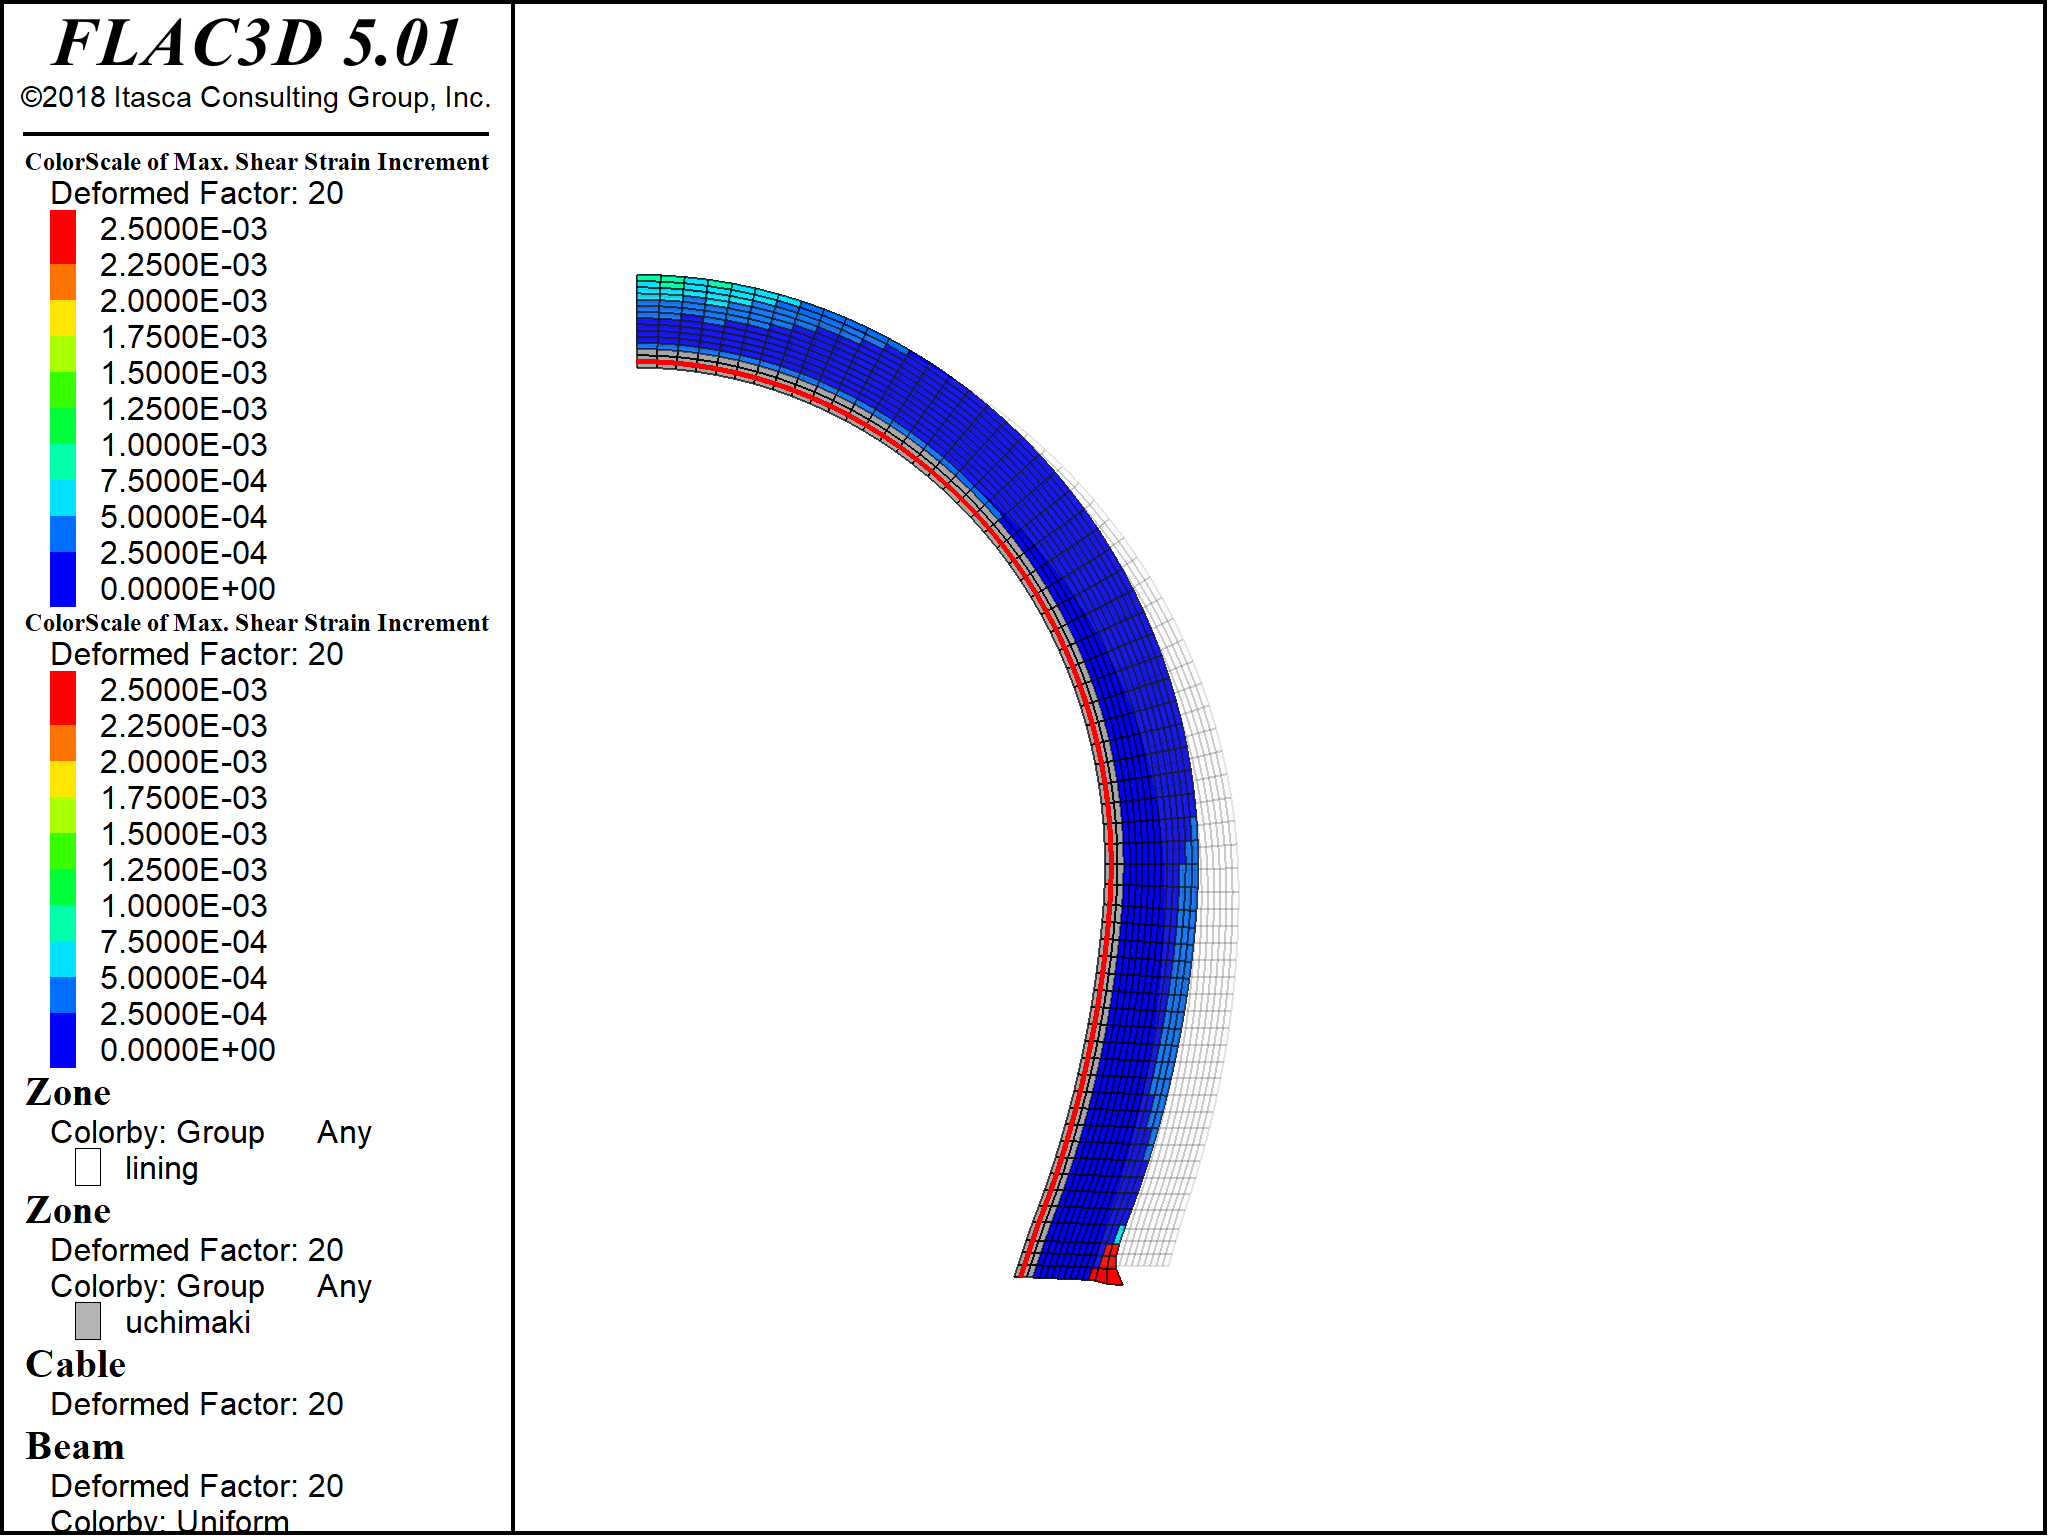 FLAC3D 5.01
©2018 Itasca Consulting Group, Inc.
ColorScale of Max. Shear Strain Increment
Deformed Factor: 20
2.5000E-03
2.2500E-03
2.0000E-03
1.7500E-03
1.5000E-03
1.2500E-03
1.0000E-03
7.5000E-04
5.0000E-04
2.5000E-04
0.0000E+00
ColorScale of Max. Shear Strain Increment
Deformed Factor: 20
2.5000E-03
2.2500E-03
2.0000E-03
1.7500E-03
1.5000E-03
1.2500E-03
1.0000E-03
7.5000E-04
5.0000E-04
2.5000E-04
0.0000E+00
Zone
Colorby: Group Any
lining
Zone
Deformed Factor: 20
Colorby: Group Any
uchimaki
Cable
Deformed Factor: 20
Beam
Deformed Factor: 20
Colorby: Uniform